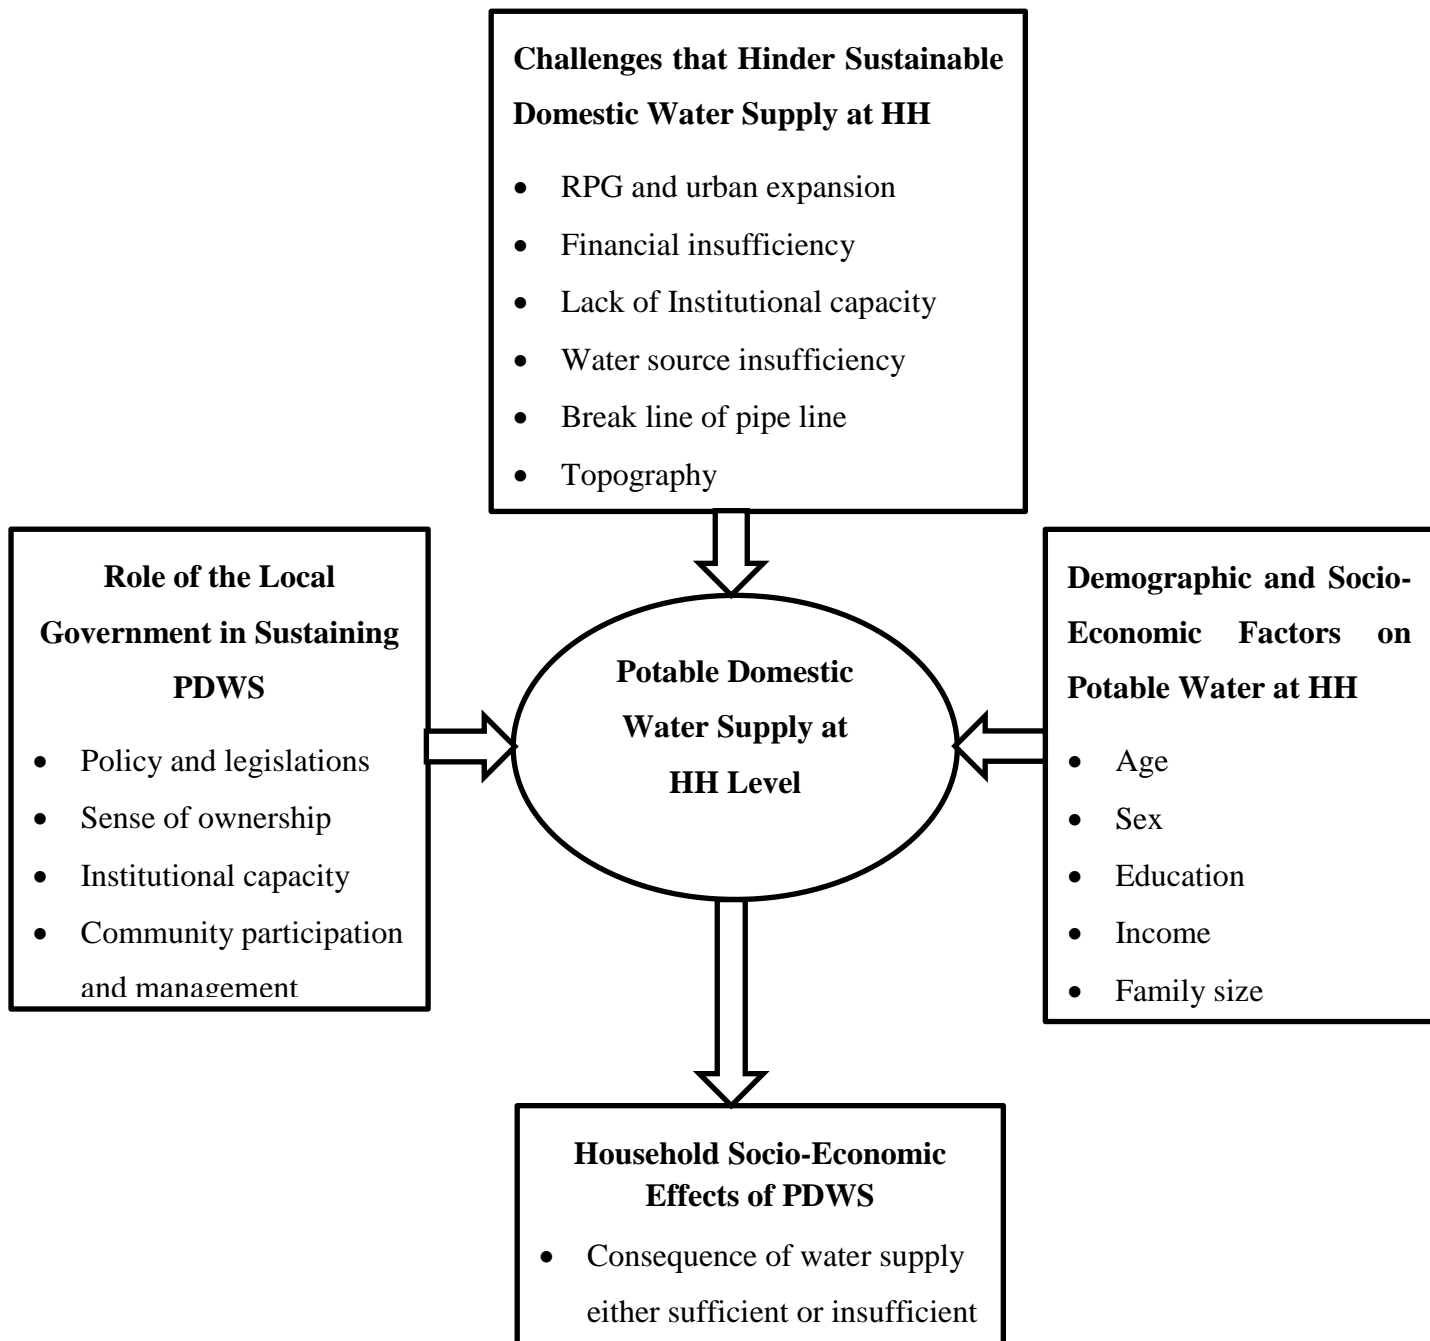 Challenges that Hinder Sustainable
Domestic Water Supply at HH
• RPG and urban expansion
• Financial insufficiency
• Lack of Institutional capacity
• Water source insufficiency
• Break line of pipe line
• Topography
Role of the Local
Government in Sustaining
PDWS
• Policy and legislations
• Sense of ownership
• Institutional capacity
• Community participation
and management
Potable Domestic
Water Supply at
HH Level
Demographic and Socio-
Economic Factors on
Potable Water at HH
• Age
• Sex
• Education
• Income
• Family size
Household Socio-Economic
Effects of PDWS
• Consequence of water supply
either sufficient or insufficient